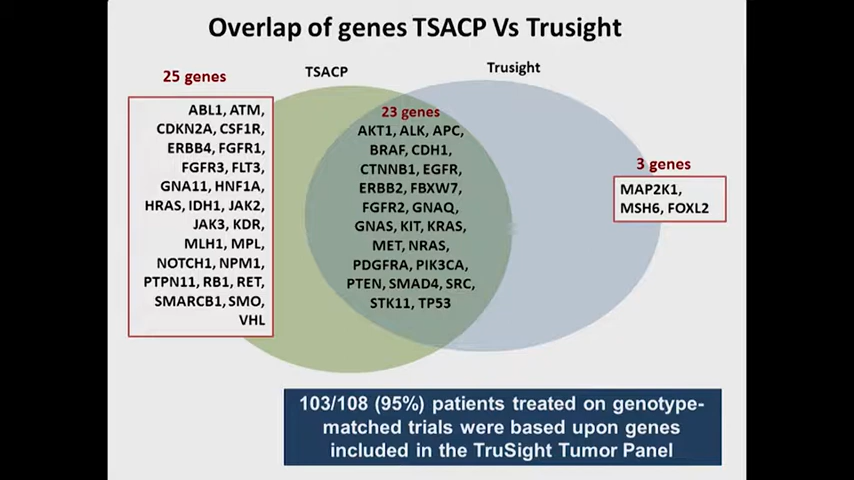 Overlap of genes TSACP Vs Trusight
25 genes
TSACP
Trusight
ABL1, ATM,
CDKN2A, CSF1R,
ERBB4, FGFR1,
FGFR3, FLT3,
GNA11, HNF1A,
HRAS, IDH1, JAK2,
JAK3, KDR,
MLH1, MPL,
NOTCH1, NPM1,
PTPN11, RB1, RET,
SMARCB1, SMO,
VHL
23 genes
AKT1, ALK, APC,
BRAF, CDH1,
CTNNB1, EGFR,
ERBB2, FBXW7,
FGFR2, GNAQ,
GNAS, KIT, KRAS,
MET, NRAS,
PDGFRA, PIK3CA,
PTEN, SMAD4, SRC,
STK11, TP53
3 genes
MAP2K1,
MSH6, FOXL2
103/108 (95%) patients treated on genotype-
matched trials were based upon genes
included in the TruSight Tumor Panel